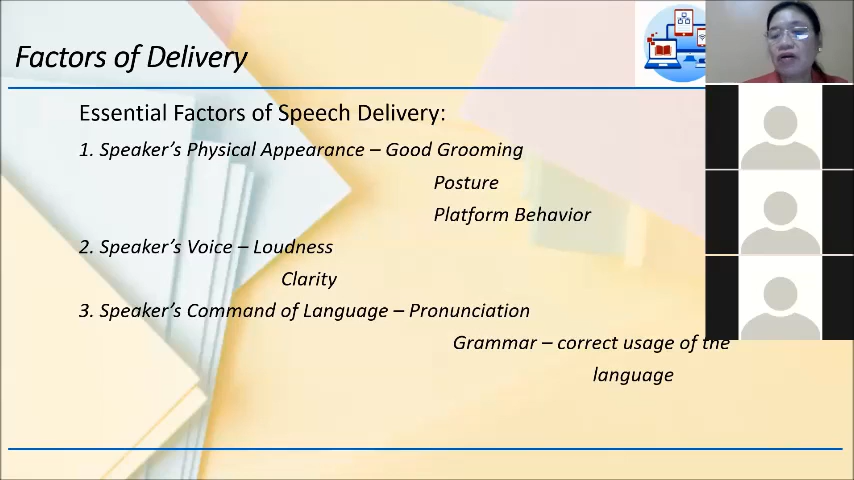 Factors of Delivery
Essential Factors of Speech Delivery:
1. Speaker's Physical Appearance – Good Grooming
Posture
Platform Behavior
2. Speaker's Voice – Loudness
Clarity
3. Speaker's Command of Language – Pronunciation
Grammar – correct usage of the
language